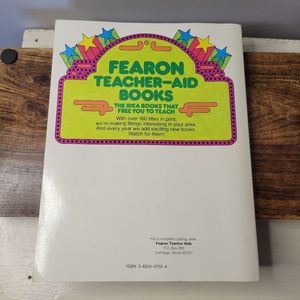 FEARON
TEACHER-AID
BOOKS
THE IDEA BOOKS THAT
FREE YOU TO TEACH
With over 160 titles in print,
we're making things interesting in your area.
And every year we add exciting new books.
Watch for them!
For a complete catalog, write:
Fearon Teacher Aids
P.O. Box 280
Carthage, Illinois 62321
ISBN 0-8224-0702-4